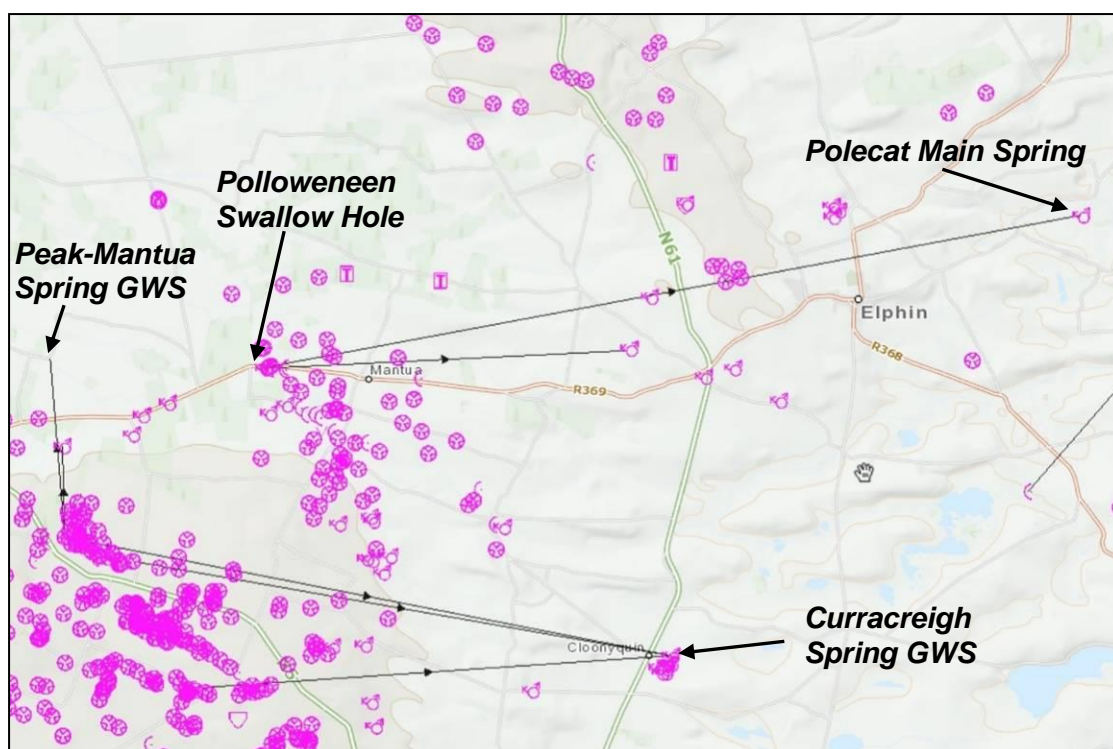 Polecat Main Spring
Polloweneen
Swallow Hole
Peak-Mantua
Spring GWS
N61
T
T
T
Elphin
Mantua
R368
R369
Cloonyquin
Curracreigh
Spring GWS